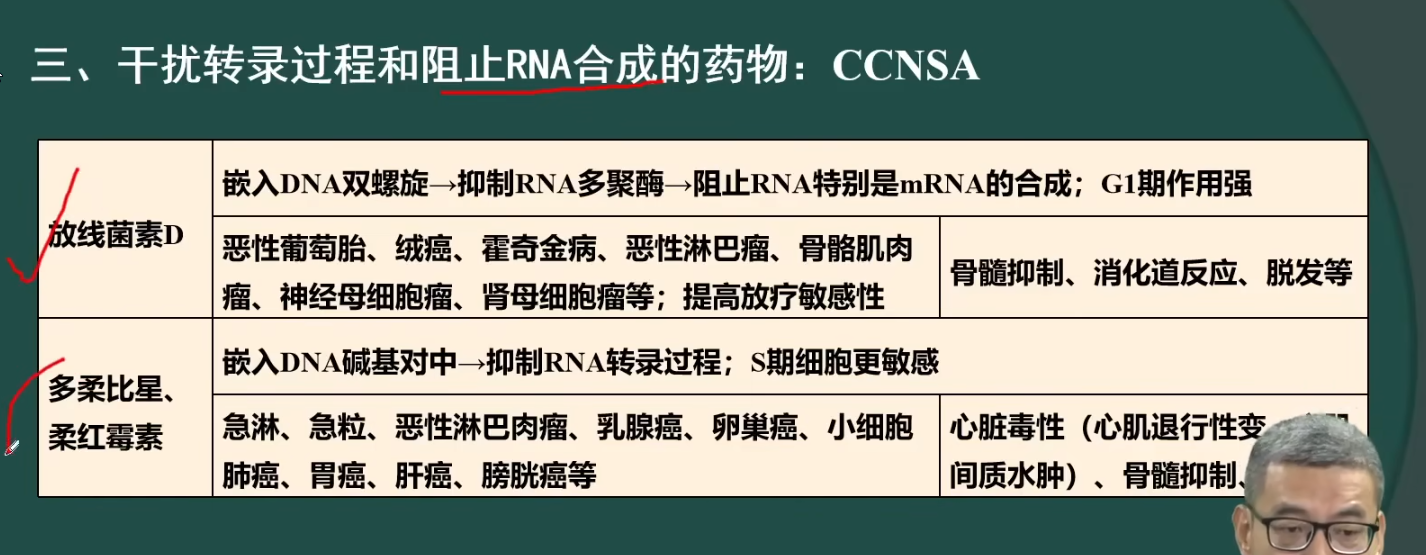 三、干扰转录过程和阻止RNA合成的药物：CCNSA
放线菌素D
嵌入DNA双螺旋→抑制RNA多聚酶→阻止RNA特别是mRNA的合成；G1期作用强
恶性葡萄胎、绒癌、霍奇金病、恶性淋巴瘤、骨骼肌肉
瘤、神经母细胞瘤、肾母细胞瘤等；提高放疗敏感性
骨髓抑制、消化道反应、脱发等
多柔比星、
柔红霉素
嵌入DNA碱基对中→抑制RNA转录过程；S期细胞更敏感
急淋、急粒、恶性淋巴肉瘤、乳腺癌、卵巢癌、小细胞
肺癌、胃癌、肝癌、膀胱癌等
心脏毒性（心肌退行性变
间质水肿）、骨髓抑制、